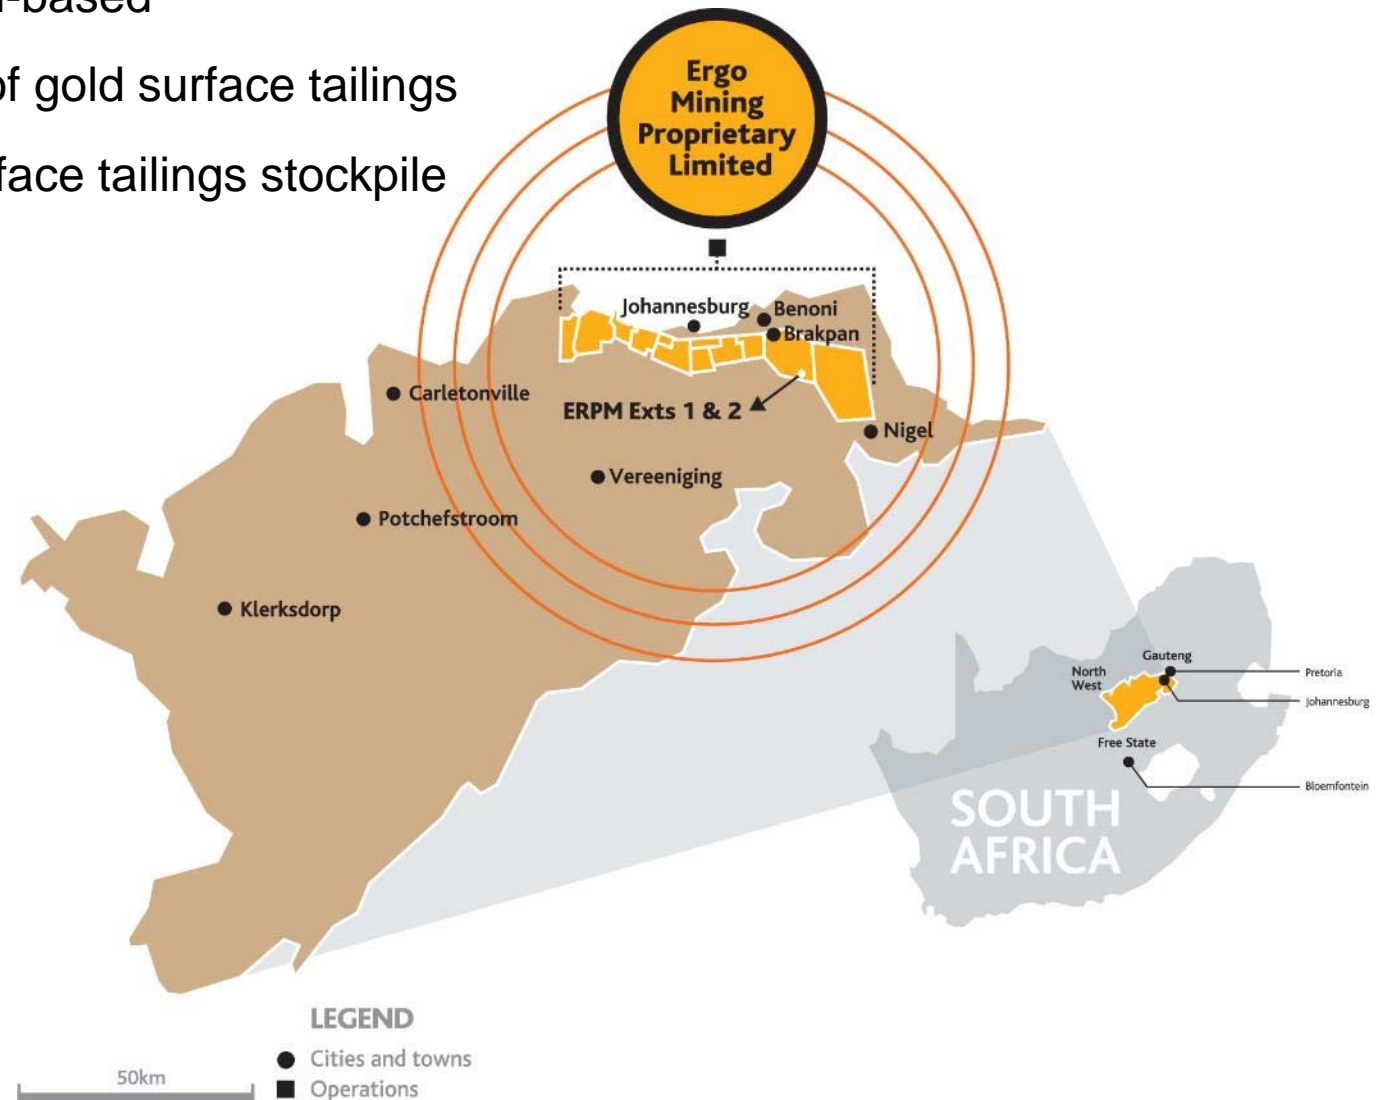 -based
of gold surface tailings
face tailings stockpile
Ergo
Mining
Proprietary
Limited
Johannesburg
Benoni
Brakpan
Carletonville
ERPM Exts 1 & 2
Nigel
Vereeniging
Potchefstroom
Klerksdorp
Gauteng
North
West
Pretoria
Johannesburg
Free State
Bloemfontein
SOUTH
AFRICA
LEGEND
Cities and towns
50km
Operations